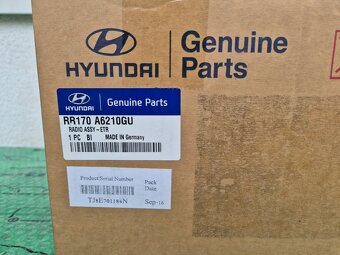 HYUNDAI
Genuine
Parts
HYUNDAI
Genuine Parts
RR170 A6210GU
RADIO ASSY-ETR
1 PC BI MADE IN Germany
Product/Serial Number
Pack
Date
Sep-16